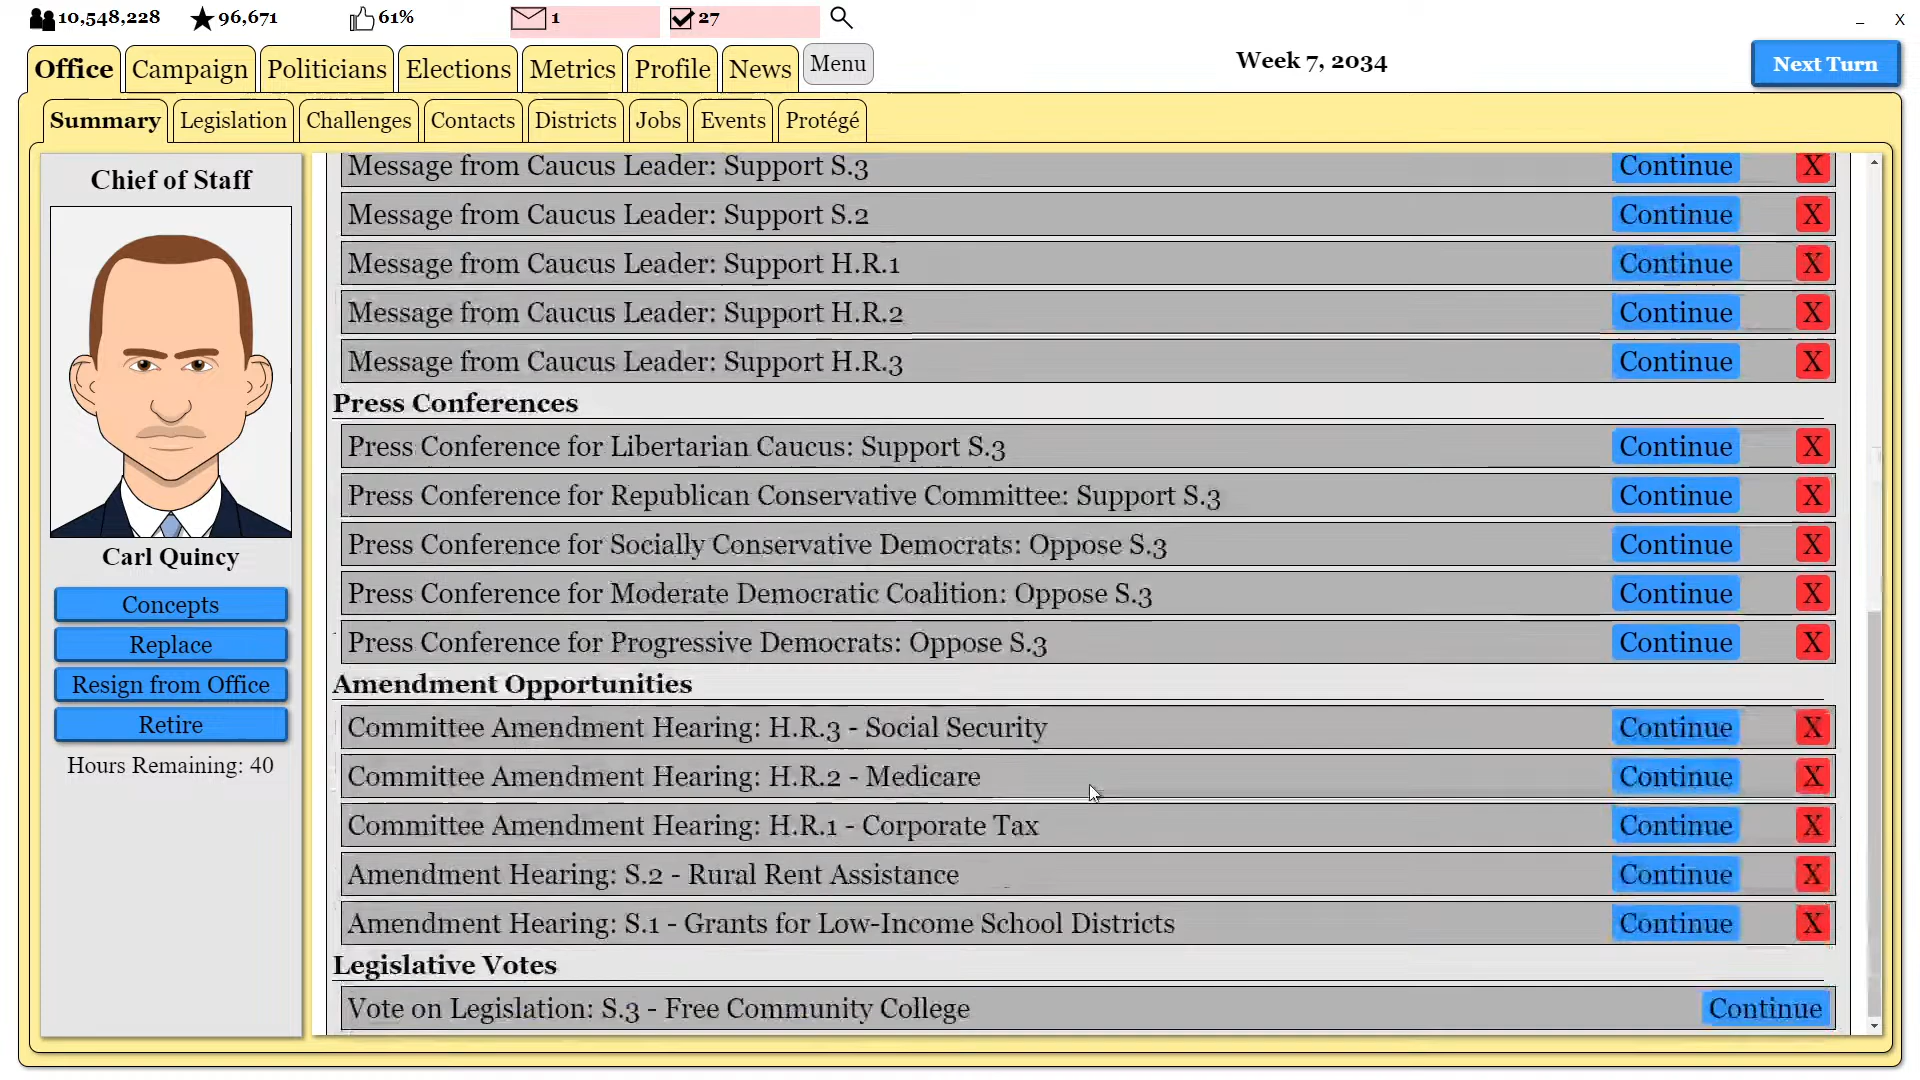 10,548,228 96,671 61% 1 27
_ X
Office Campaign Politicians Elections Metrics Profile News Menu
Week 7, 2034
Next Turn
Summary Legislation Challenges Contacts Districts Jobs Events Protégé
Chief of Staff
Carl Quincy
Concepts
Replace
Resign from Office
Retire
Hours Remaining: 40
Message from Caucus Leader: Support S.3 Continue X
Message from Caucus Leader: Support S.2 Continue X
Message from Caucus Leader: Support H.R.1 Continue X
Message from Caucus Leader: Support H.R.2 Continue X
Message from Caucus Leader: Support H.R.3 Continue X
Press Conferences
Press Conference for Libertarian Caucus: Support S.3 Continue X
Press Conference for Republican Conservative Committee: Support S.3 Continue X
Press Conference for Socially Conservative Democrats: Oppose S.3 Continue X
Press Conference for Moderate Democratic Coalition: Oppose S.3 Continue X
Press Conference for Progressive Democrats: Oppose S.3 Continue X
Amendment Opportunities
Committee Amendment Hearing: H.R.3 - Social Security Continue X
Committee Amendment Hearing: H.R.2 - Medicare Continue X
Committee Amendment Hearing: H.R.1 - Corporate Tax Continue X
Amendment Hearing: S.2 - Rural Rent Assistance Continue X
Amendment Hearing: S.1 - Grants for Low-Income School Districts Continue X
Legislative Votes
Vote on Legislation: S.3 - Free Community College Continue